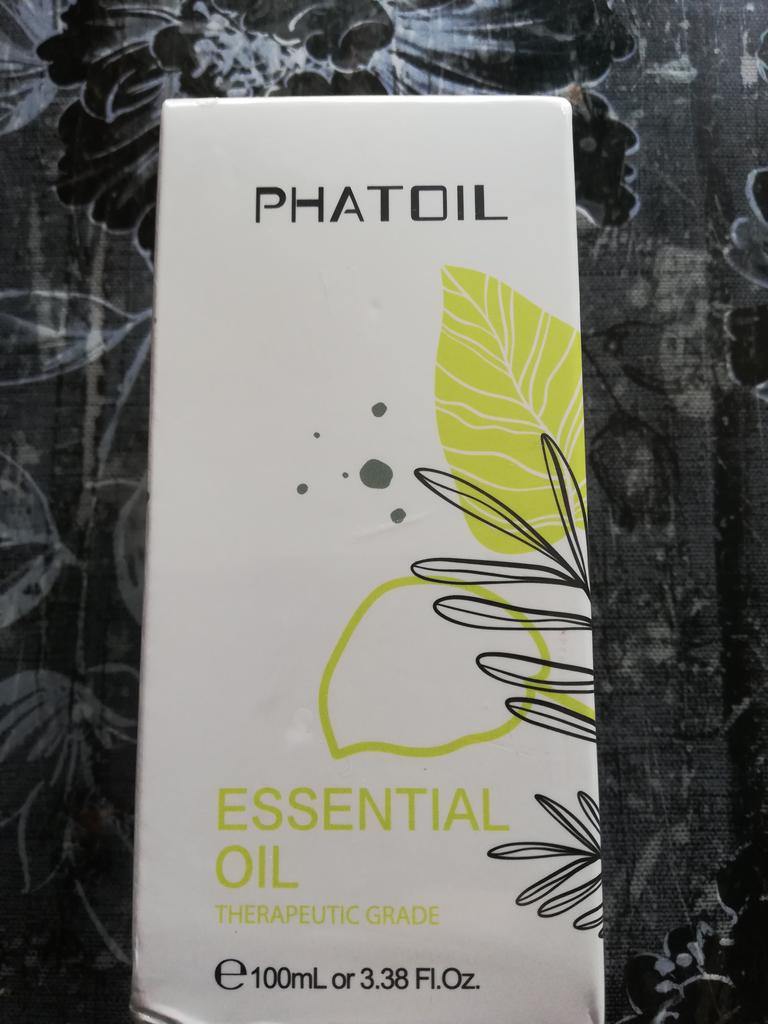 PHATOIL
ESSENTIAL
OIL
THERAPEUTIC GRADE
℮100mL or 3.38 Fl.Oz.